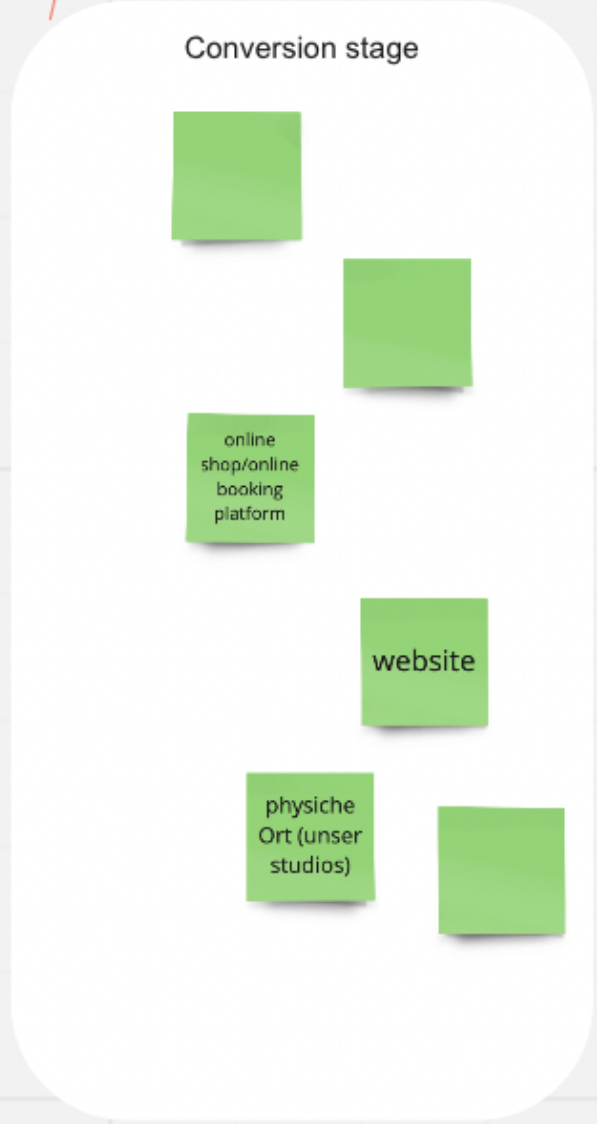 Conversion stage
online
shop/online
booking
platform
website
physiche
Ort (unser
studios)